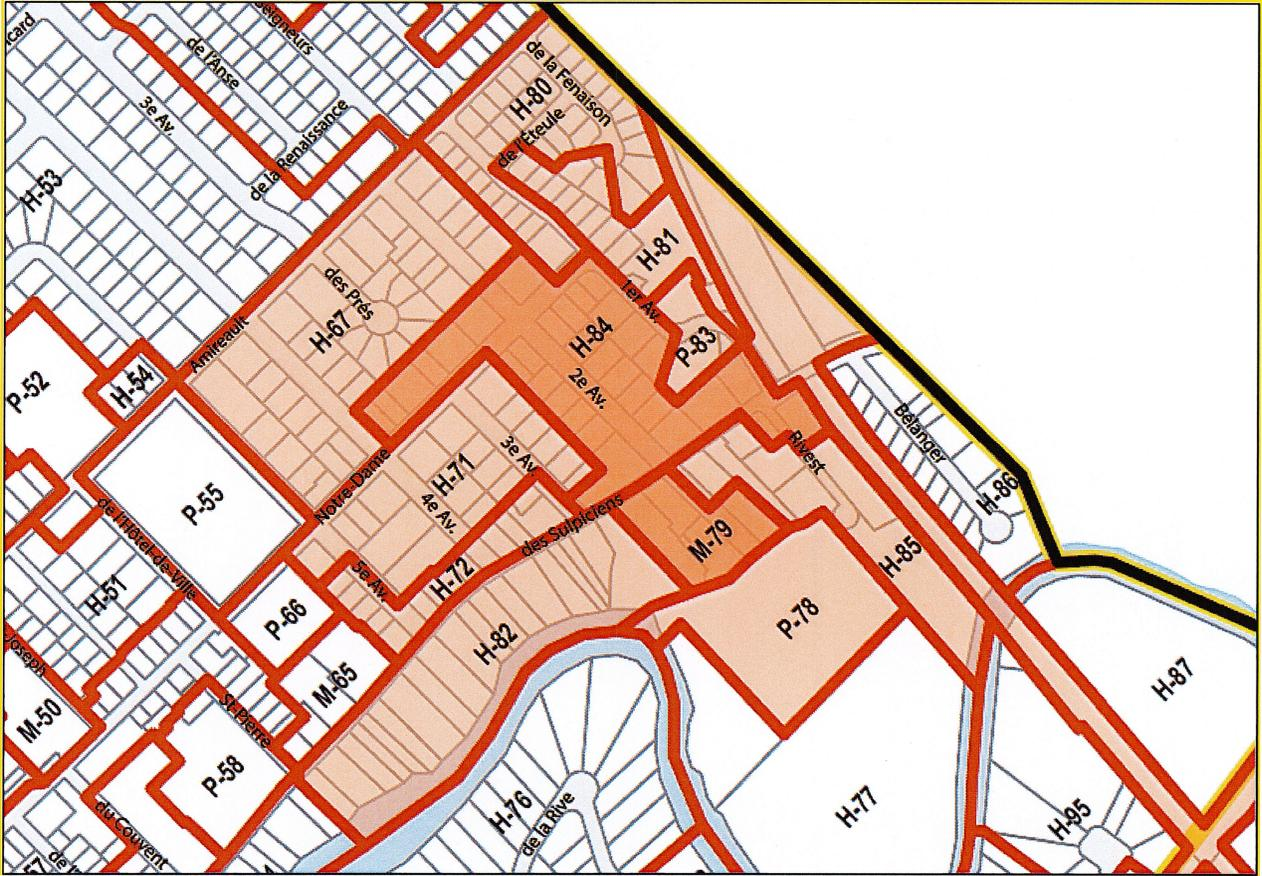 de l'Anse
3e Av.
de la Renaissance
de la Fenaison
H-80
de l'Éteule
H-53
H-81
1er Av.
des Prés
H-67
H-84
P-83
Amireault
2e Av.
P-52
H-54
Bélanger
Rivest
H-86
3e Av.
H-71
4e Av.
Notre-Dame
P-55
de l'Hôtel-de-Ville
des Sulpiciens
M-79
H-85
H-72
5e Av.
H-51
P-66
P-78
H-82
Joseph
M-65
H-87
M-50
St-Pierre
P-58
H-76
de la Rive
H-77
H-95
du Couvent